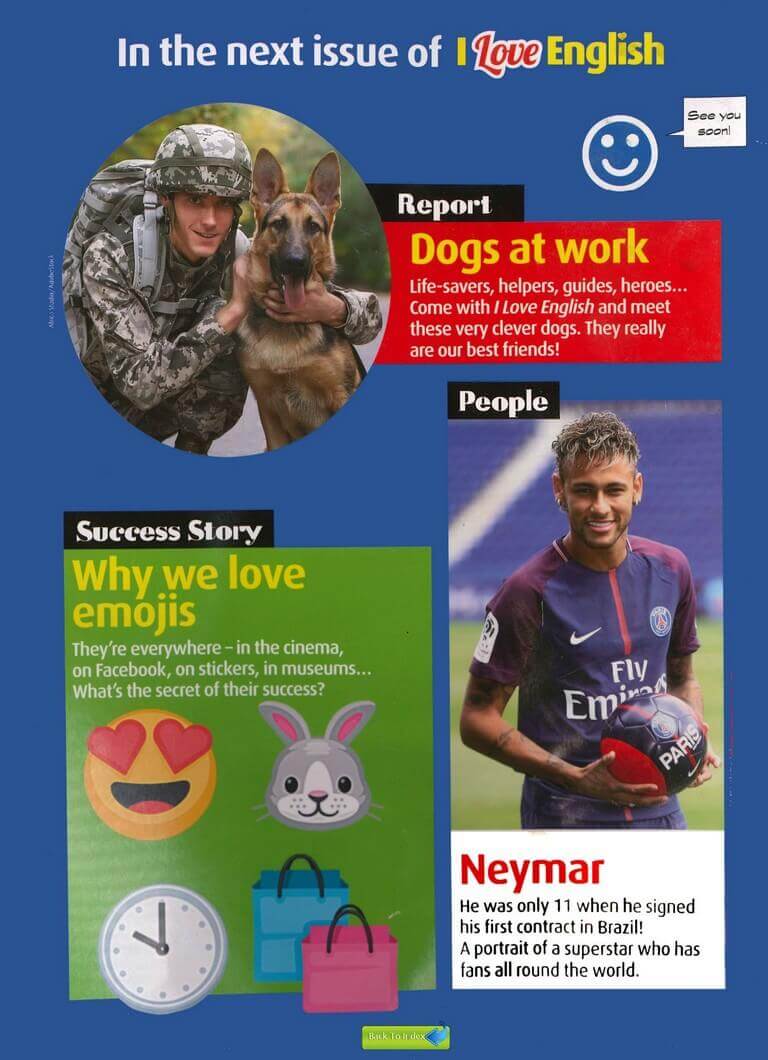 In the next issue of I Love English
See you
soon!
Report
Dogs at work
Life-savers, helpers, guides, heroes...
Come with I Love English and meet
these very clever dogs. They really
are our best friends!
People
Success Story
Why we love
emojis
They're everywhere – in the cinema,
on Facebook, on stickers, in museums...
What's the secret of their success?
Fly
PARIS
Neymar
He was only 11 when he signed
his first contract in Brazil!
A portrait of a superstar who has
fans all round the world.